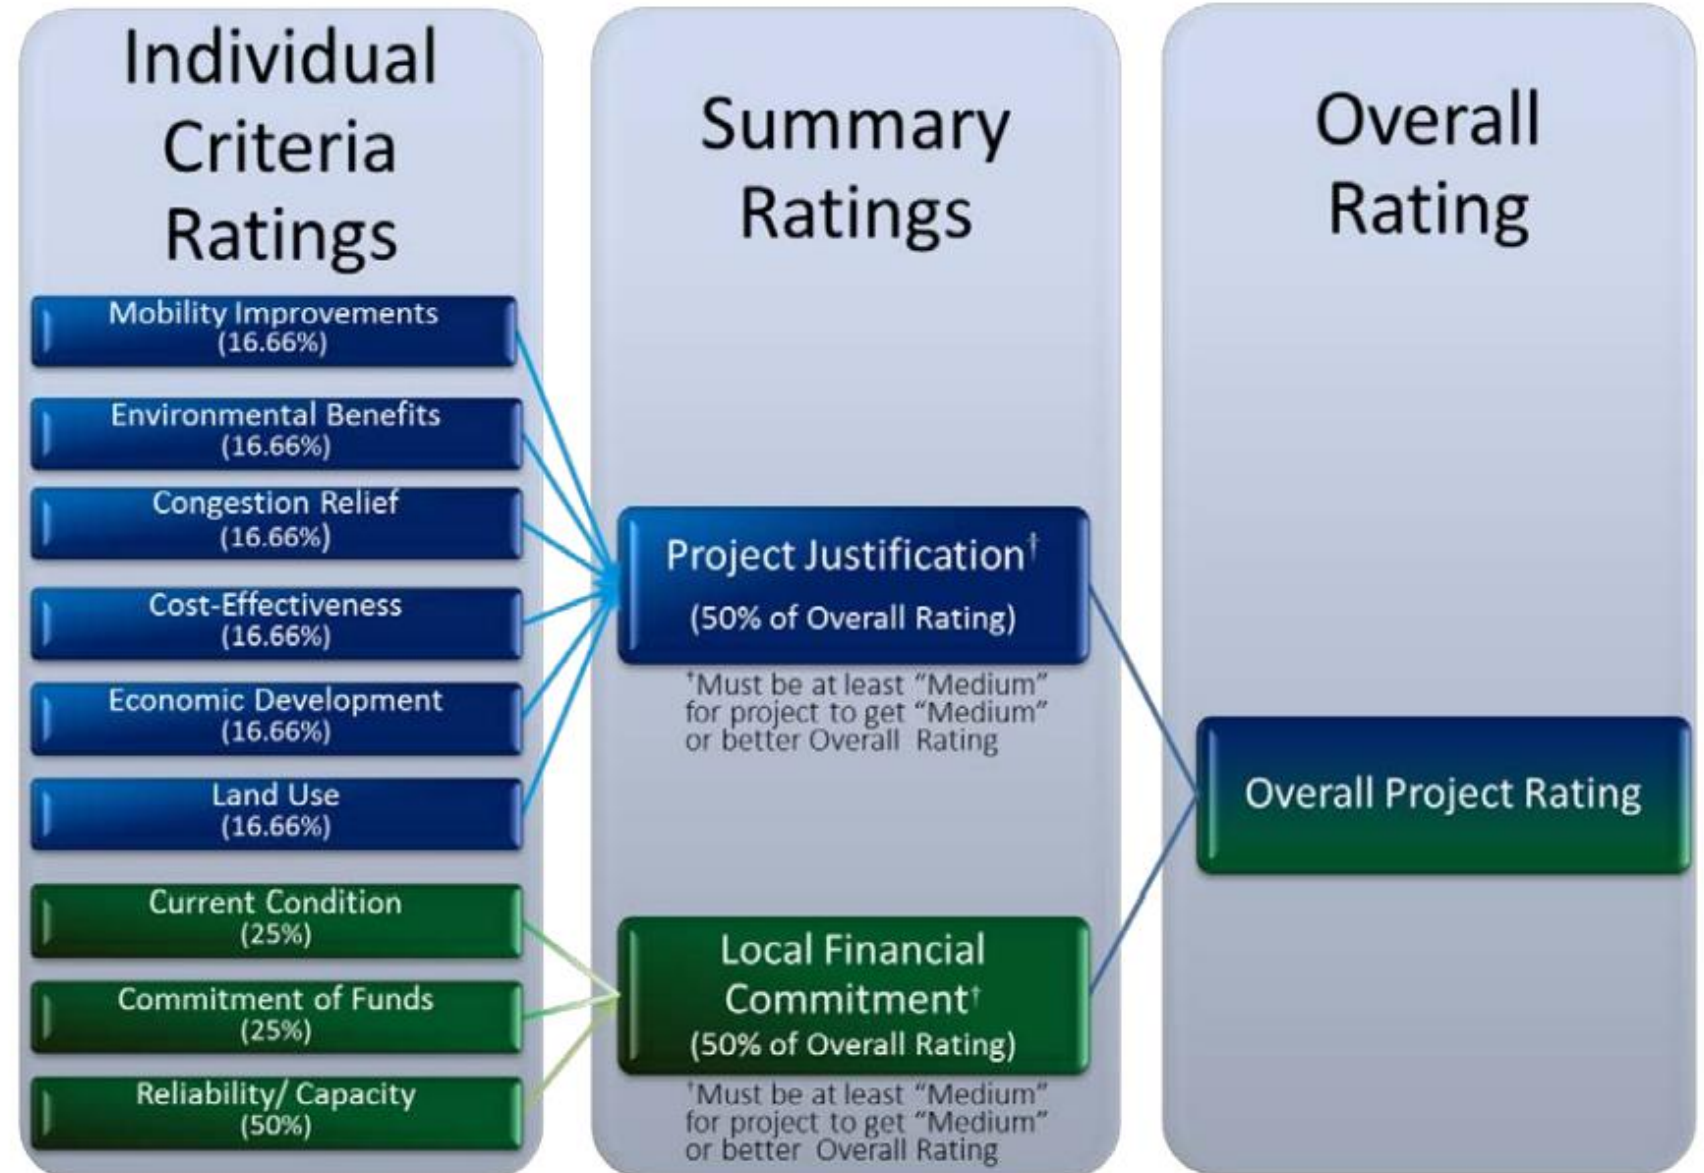 Individual
Criteria
Ratings
Mobility Improvements
(16.66%)
Environmental Benefits
(16.66%)
Congestion Relief
(16.66%)
Cost-Effectiveness
(16.66%)
Economic Development
(16.66%)
Land Use
(16.66%)
Current Condition
(25%)
Commitment of Funds
(25%)
Reliability/ Capacity
(50%)
Summary
Ratings
Project Justification†
(50% of Overall Rating)
†Must be at least “Medium”
for project to get “Medium”
or better Overall Rating
Local Financial
Commitment†
(50% of Overall Rating)
†Must be at least “Medium”
for project to get “Medium”
or better Overall Rating
Overall
Rating
Overall Project Rating